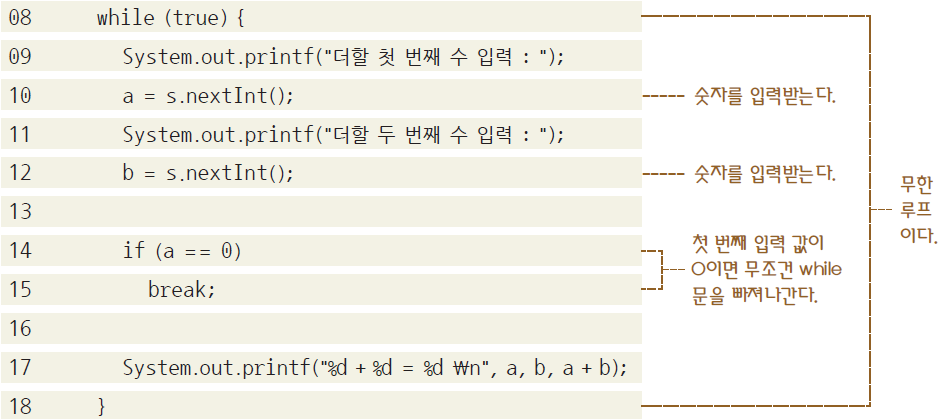 08 while (true) {
09 System.out.printf("더할 첫 번째 수 입력 : ");
10 a = s.nextInt();
숫자를 입력받는다.
11 System.out.printf("더할 두 번째 수 입력 : ");
12 b = s.nextInt();
숫자를 입력받는다.
13
14 if (a == 0)
15 break;
첫 번째 입력 값이
0이면 무조건 while
문을 빠져나간다.
16
17 System.out.printf("%d + %d = %d ₩n", a, b, a + b);
18 }
무한
루프
이다.